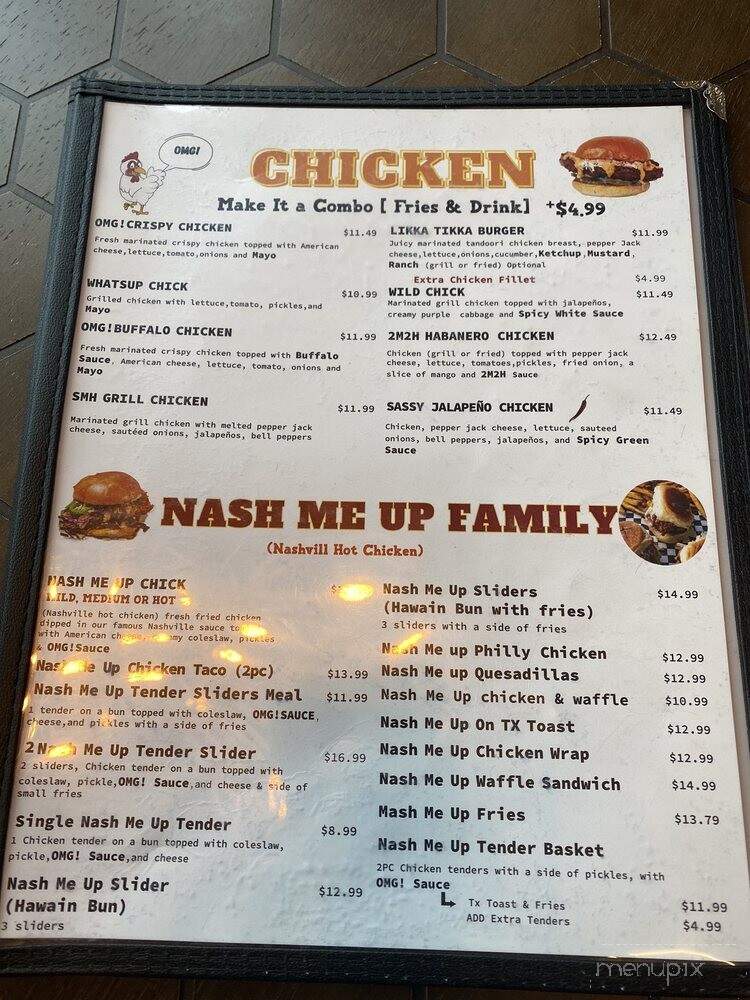 OMG!
CHICKEN
Make It a Combo [ Fries & Drink] +$4.99
OMG!CRISPY CHICKEN $11.49
Fresh marinated crispy chicken topped with American
cheese,lettuce,tomato,onions and Mayo
WHATSUP CHICK $10.99
Grilled chicken with lettuce,tomato, pickles,and
Mayo
OMG!BUFFALO CHICKEN $11.99
Fresh marinated crispy chicken topped with Buffalo
Sauce, American cheese, lettuce, tomato, onions and
Mayo
SMH GRILL CHICKEN $11.99
Marinated grill chicken with melted pepper jack
cheese, sautéed onions, jalapeños, bell peppers
LIKKA TIKKA BURGER $11.99
Juicy marinated tandoori chicken breast, pepper Jack
cheese,lettuce,onions,cucumber,Ketchup,Mustard,
Ranch (grill or fried) Optional
Extra Chicken Fillet $4.99
WILD CHICK $11.49
Marinated grill chicken topped with jalapeños,
creamy purple cabbage and Spicy White Sauce
2M2H HABANERO CHICKEN $12.49
Chicken (grill or fried) topped with pepper jack
cheese, lettuce, tomatoes,pickles, fried onion, a
slice of mango and 2M2H Sauce
SASSY JALAPEÑO CHICKEN $11.49
Chicken, pepper jack cheese, lettuce, sauteed
onions, bell peppers, jalapeños, and Spicy Green
Sauce
NASH ME UP FAMILY
(Nashvill Hot Chicken)
NASH ME UP CHICK
MILD, MEDIUM OR HOT
(Nashville hot chicken) fresh fried chicken
dipped in our famous Nashville sauce
with American coleslaw, pickles
& OMG!Sauce
Nash Me Up Chicken Taco (2pc) $13.99
Nash Me Up Tender Sliders Meal $11.99
1 tender on a bun topped with coleslaw, OMG!SAUCE,
cheese,and pickles with a side of fries
2 Nash Me Up Tender Slider $16.99
2 sliders, Chicken tender on a bun topped with
coleslaw, pickle,OMG! Sauce,and cheese & side of
small fries
Single Nash Me Up Tender $8.99
1 Chicken tender on a bun topped with coleslaw,
pickle,OMG! Sauce,and cheese
Nash Me Up Slider $12.99
(Hawain Bun)
3 sliders
Nash Me Up Sliders $14.99
(Hawain Bun with fries)
3 sliders with a side of fries
Nash Me up Philly Chicken $12.99
Nash Me up Quesadillas $12.99
Nash Me Up chicken & waffle $10.99
Nash Me Up On TX Toast $12.99
Nash Me Up Chicken Wrap $12.99
Nash Me Up Waffle Sandwich $14.99
Mash Me Up Fries $13.79
Nash Me Up Tender Basket
2PC Chicken tenders with a side of pickles, with
OMG! Sauce
Tx Toast & Fries $11.99
ADD Extra Tenders $4.99
menupix